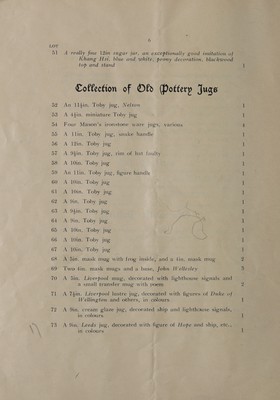 6
LOT
51 A really fine 12in sugar jar, an exceptionally good imitation of
Khang Hsi, blue and white, peony decoration, blackwood
top and stand 1
Collection of Old Pottery Jugs
52 An 11½in. Toby jug, Nelson 1
53 A 4½in. miniature Toby jug 1
54 Four Mason's ironstone ware jugs, various 4
55 A 11in. Toby jug, snake handle 1
56 A 12in. Toby jug 1
57 A 9½in. Toby jug, rim of hat faulty 1
58 A 10in. Toby jug 1
59 An 11in. Toby jug, figure handle 1
60 A 10in. Toby jug 1
61 A 10in. Toby jug 1
62 A 9in. Toby jug 1
63 A 9½in. Toby jug 1
64 A 9in. Toby jug 1
65 A 10in. Toby jug 1
66 A 10in. Toby jug 1
67 A 10in. Toby jug 1
68 A 5in. mask mug with frog inside, and a 4in. mask mug 2
69 Two 4in. mask mugs and a bust, John Wellesley 3
70 A 5in. Liverpool mug, decorated with lighthouse signals and
a small transfer mug with poem 2
71 A 7½in. Liverpool lustre jug, decorated with figures of Duke of
Wellington and others, in colours 1
72 A 8in. cream glaze jug, decorated ship and lighthouse signals,
in colours 1
73 A 8in. Leeds jug, decorated with figure of Hope and ship, etc.,
in colours 1